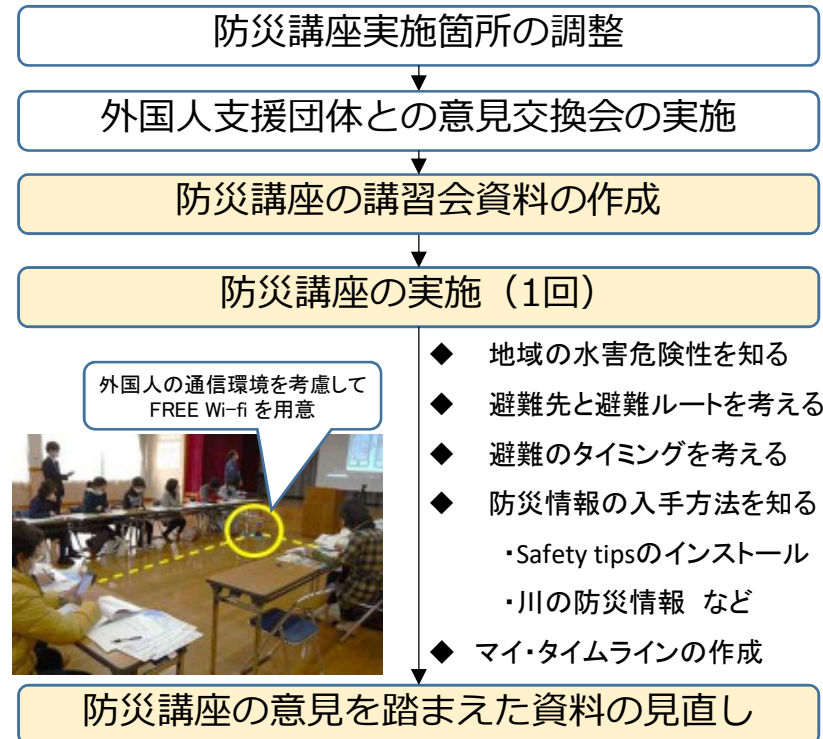 防災講座実施箇所の調整
外国人支援団体との意見交換会の実施
防災講座の講習会資料の作成
防災講座の実施（1回）
外国人の通信環境を考慮して
FREE Wi-fi を用意
◆ 地域の水害危険性を知る
◆ 避難先と避難ルートを考える
◆ 避難のタイミングを考える
◆ 防災情報の入手方法を知る
・Safety tipsのインストール
・川の防災情報 など
◆ マイ・タイムラインの作成
防災講座の意見を踏まえた資料の見直し